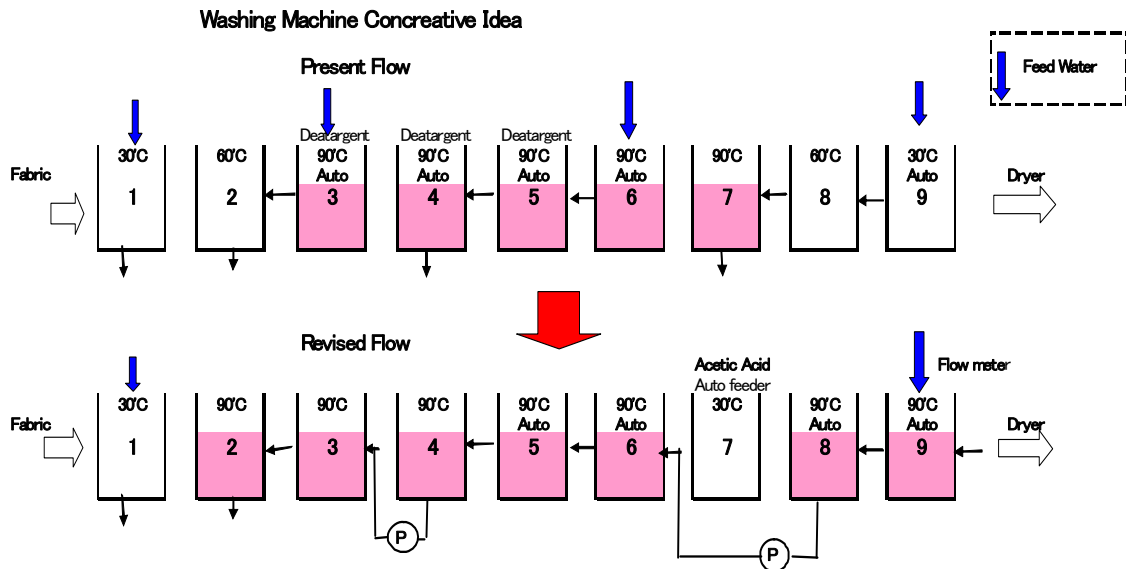 Washing Machine Concreative Idea
Present Flow
Feed Water
Deatargent Deatargent Deatargent
30°C 60°C 90°C 90°C 90°C 90°C 90°C 60°C 30°C
Auto Auto Auto Auto Auto
Fabric Dryer
1 2 3 4 5 6 7 8 9
Revised Flow
Acetic Acid Flow meter
Auto feeder
30°C 90°C 90°C 90°C 90°C 90°C 30°C 90°C 90°C
Auto Auto Auto Auto
Fabric Dryer
1 2 3 4 5 6 7 8 9
P
P